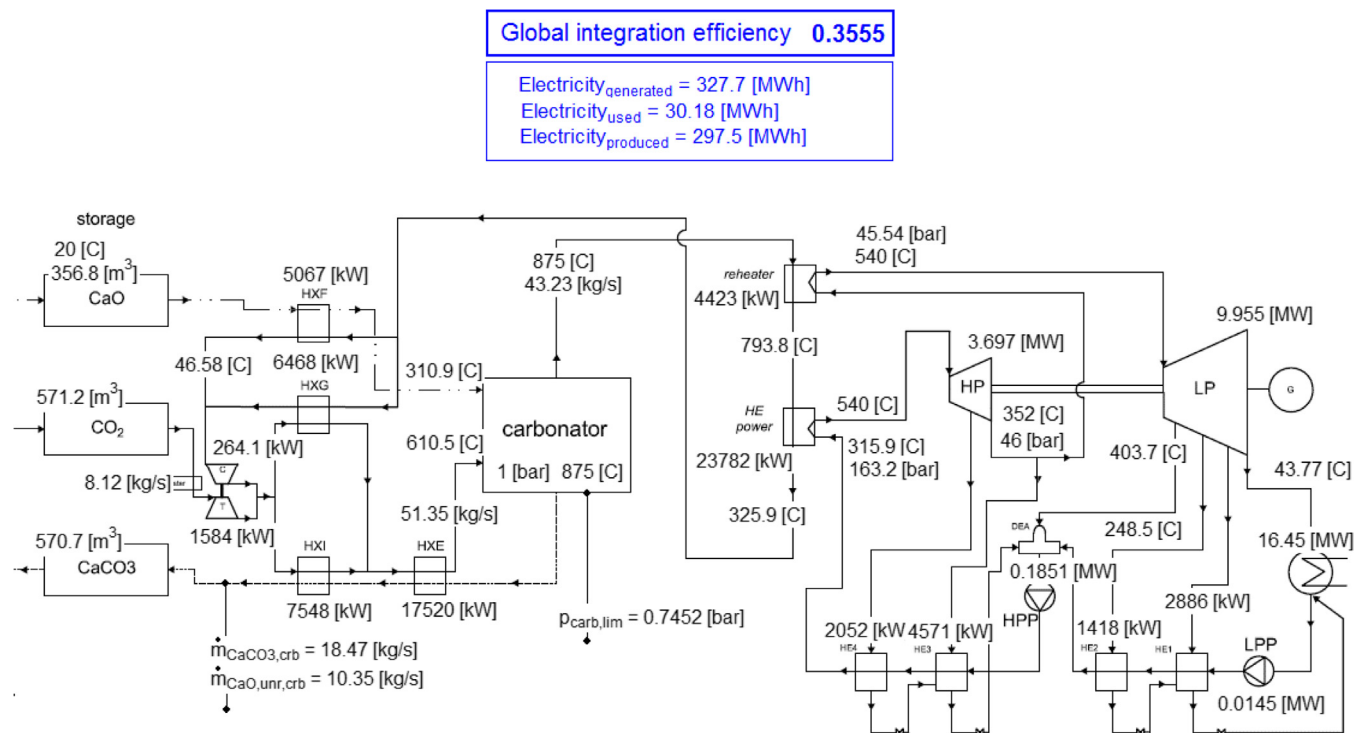 Global integration efficiency 0.3555
Electricity generated = 327.7 [MWh]
Electricity used = 30.18 [MWh]
Electricity produced = 297.5 [MWh]
storage
20 [C]
356.8 [m³]
CaO
5067 [kW]
HXF
6468 [kW]
46.58 [C]
HXG
571.2 [m³]
CO₂
264.1 [kW]
8.12 [kg/s]
C
T
1584 [kW]
570.7 [m³]
CaCO3
HXI
7548 [kW]
HXE
17520 [kW]
ṁCaCO3,crb = 18.47 [kg/s]
ṁCaO,unr,crb = 10.35 [kg/s]
875 [C]
43.23 [kg/s]
310.9 [C]
610.5 [C]
carbonator
1 [bar] 875 [C]
51.35 [kg/s]
pcarb,lim = 0.7452 [bar]
reheater
4423 [kW]
793.8 [C]
HE
power
23782 [kW]
325.9 [C]
45.54 [bar]
540 [C]
9.955 [MW]
3.697 [MW]
HP
LP
G
540 [C]
352 [C]
46 [bar]
315.9 [C]
163.2 [bar]
403.7 [C]
43.77 [C]
DEA
248.5 [C]
16.45 [MW]
0.1851 [MW]
HPP
2886 [kW]
2052 [kW
4571 [kW]
1418 [kW]
LPP
HE4
HE3
HE2
HE1
0.0145 [MW]